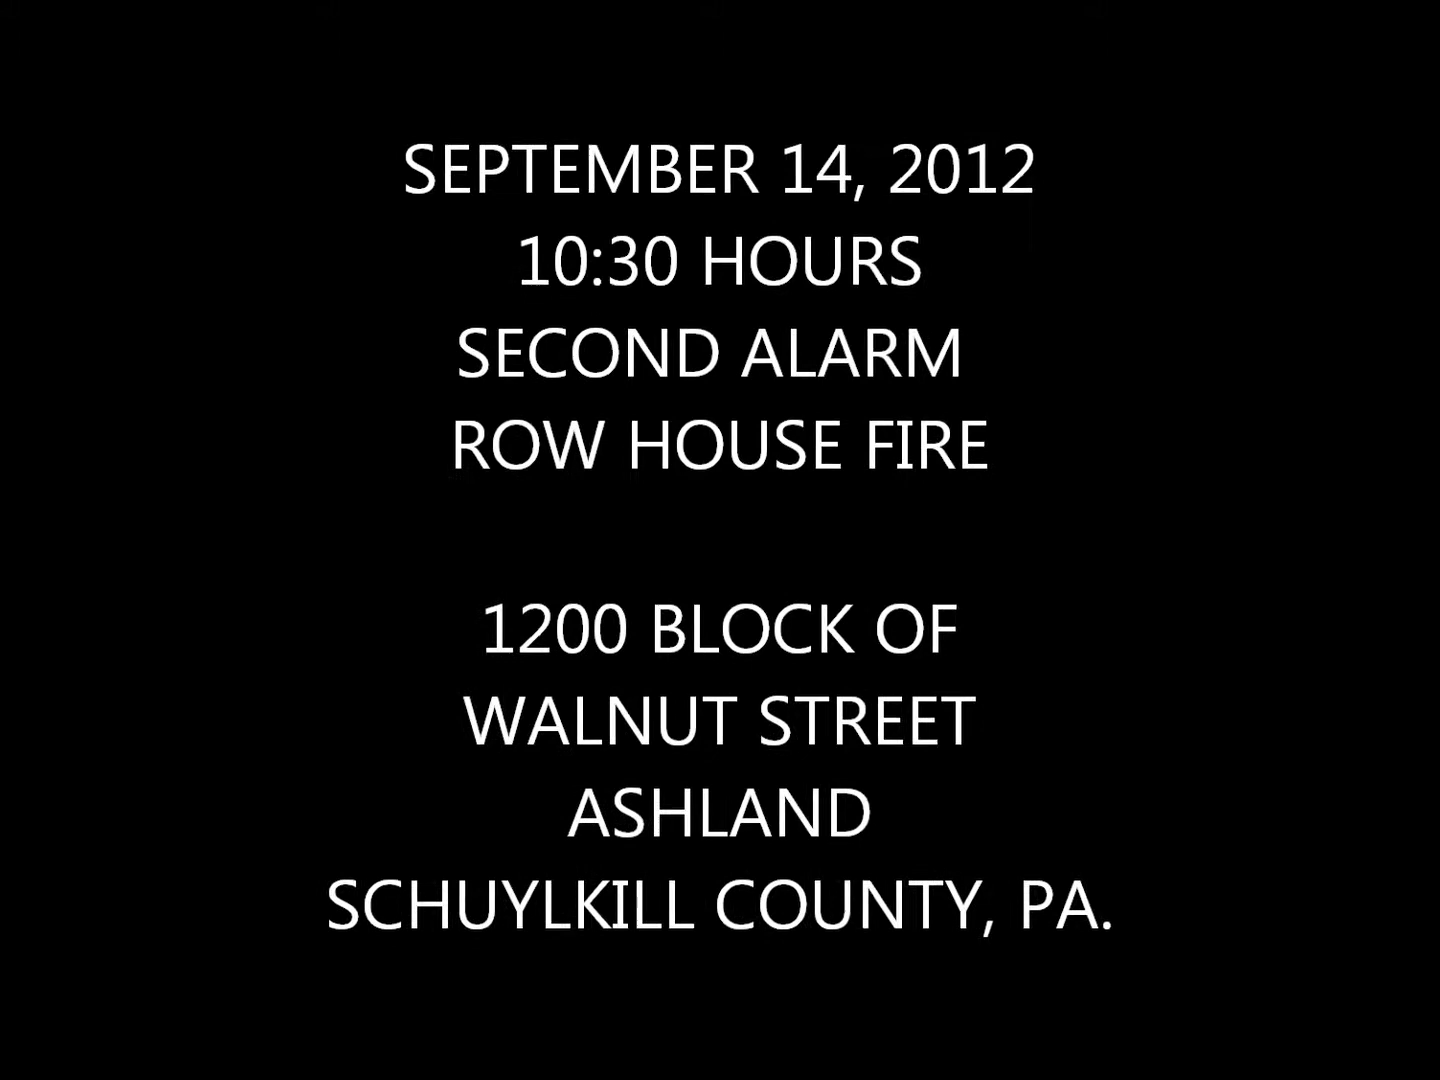 SEPTEMBER 14, 2012
10:30 HOURS
SECOND ALARM
ROW HOUSE FIRE
1200 BLOCK OF
WALNUT STREET
ASHLAND
SCHUYLKILL COUNTY, PA.